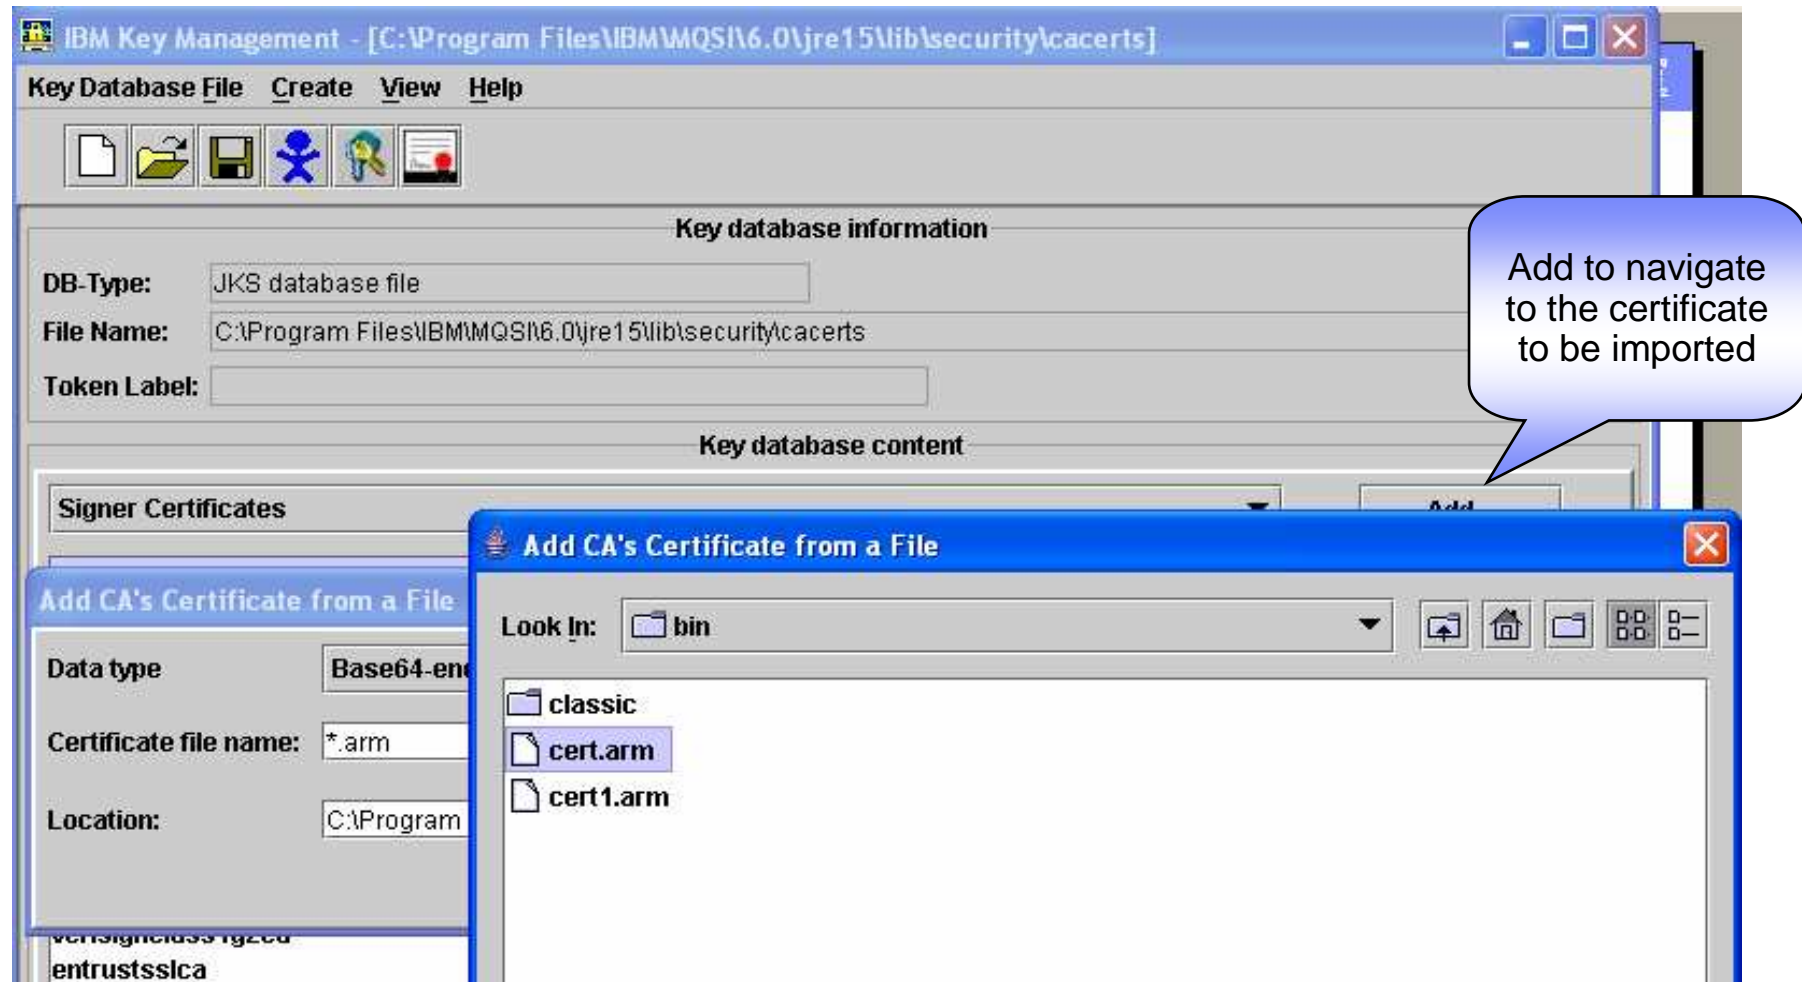 IBM Key Management - [C:\Program Files\IBM\MQSI\6.0\jre15\lib\security\cacerts]
Key Database File Create View Help
Key database information
DB-Type: JKS database file
File Name: C:\Program Files\IBM\MQSI\6.0\jre15\lib\security\cacerts
Token Label:
Add to navigate
to the certificate
to be imported
Key database content
Signer Certificates
Add
Add CA's Certificate from a File
Look In: bin
classic
cert.arm
cert1.arm
Add CA's Certificate from a File
Data type Base64-en
Certificate file name: *.arm
Location: C:\Program
entrustsslca